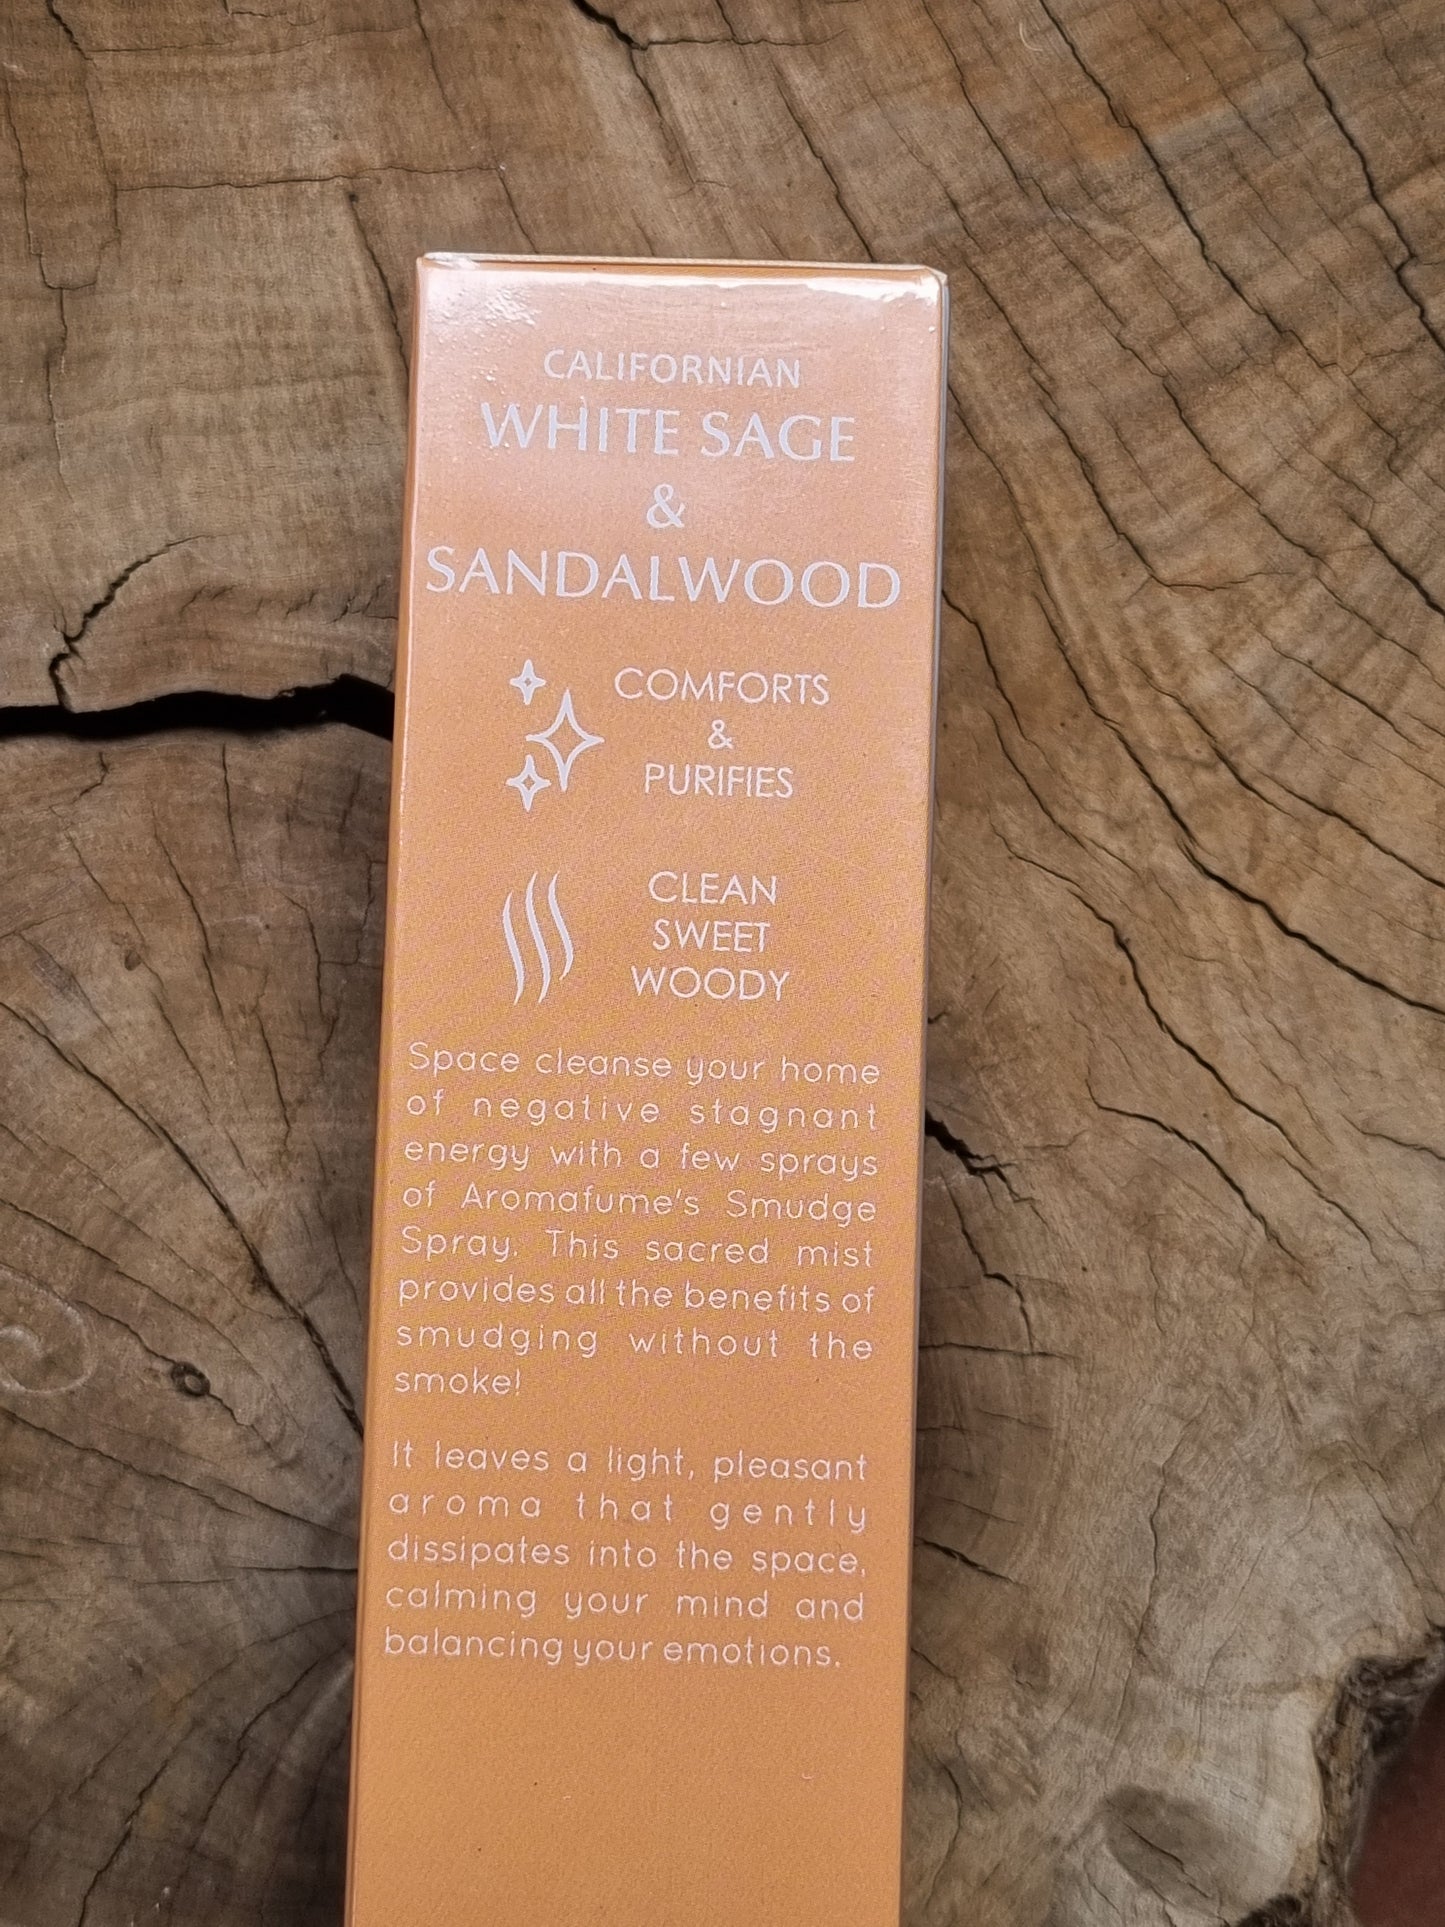 CALIFORNIAN
WHITE SAGE
&
SANDALWOOD
COMFORTS
&
PURIFIES
CLEAN
SWEET
WOODY
Space cleanse your home
of negative stagnant
energy with a few sprays
of Aromafume's Smudge
Spray. This sacred mist
provides all the benefits of
smudging without the
smoke!
It leaves a light, pleasant
aroma that gently
dissipates into the space,
calming your mind and
balancing your emotions.